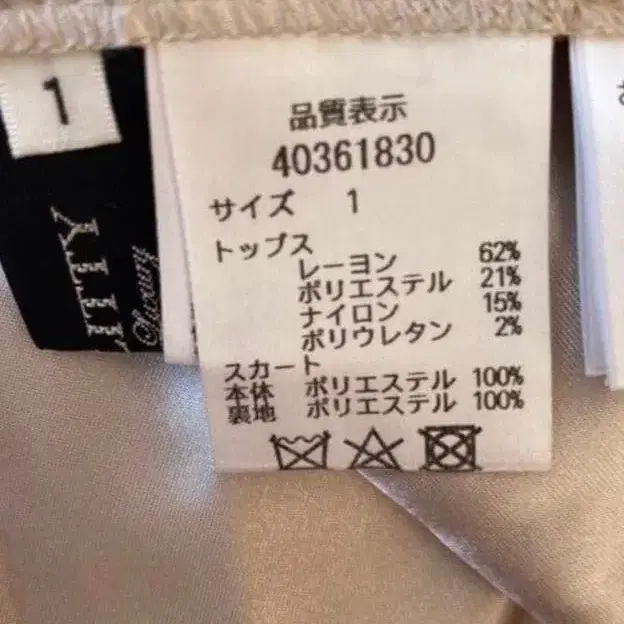 1
品質表示
40361830
サイズ 1
トップス
レーヨン 62%
ポリエステル 21%
ナイロン 15%
ポリウレタン 2%
スカート
本体 ポリエステル 100%
裏地 ポリエステル 100%
Luxury